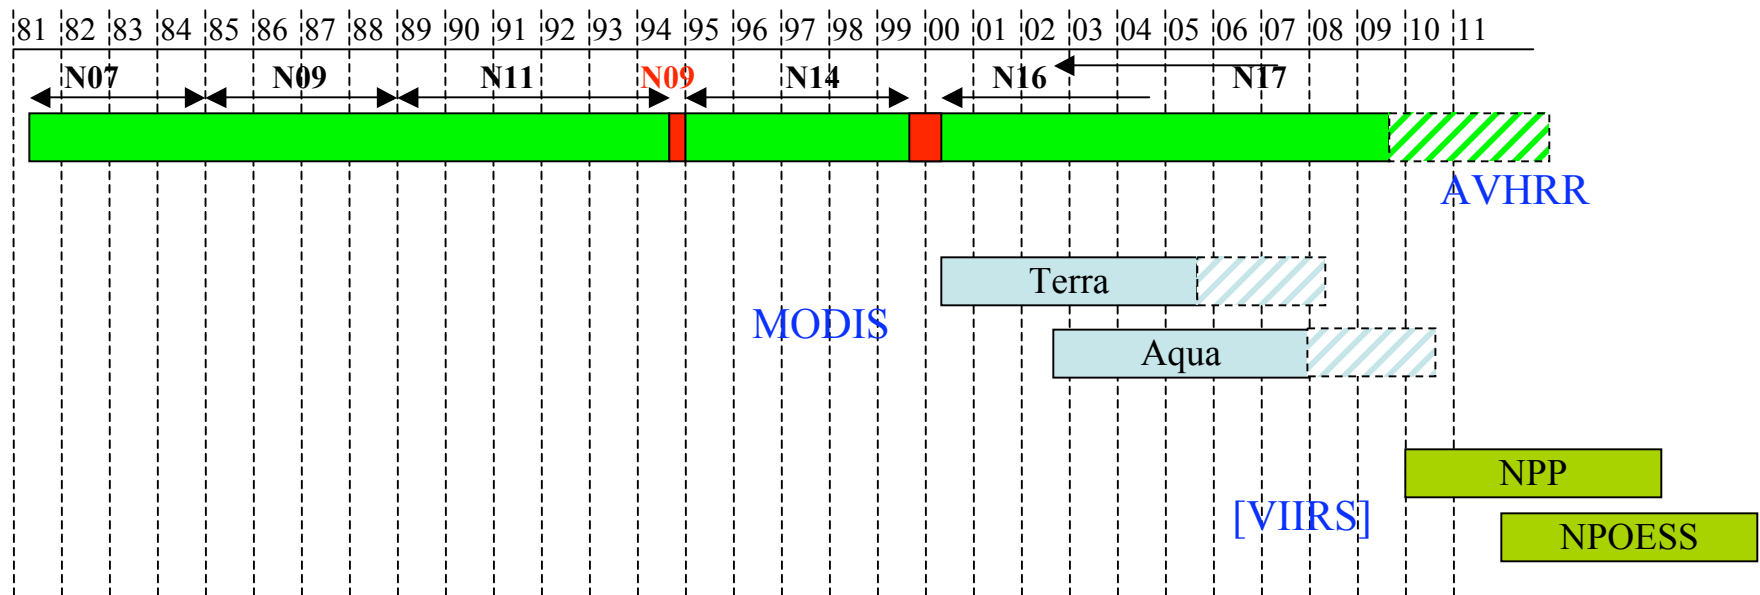 81 82 83 84 85 86 87 88 89 90 91 92 93 94 95 96 97 98 99 00 01 02 03 04 05 06 07 08 09 10 11
N07 N09 N11 N09 N14 N16 N17
AVHRR
Terra
MODIS
Aqua
NPP
[VIIRS]
NPOESS